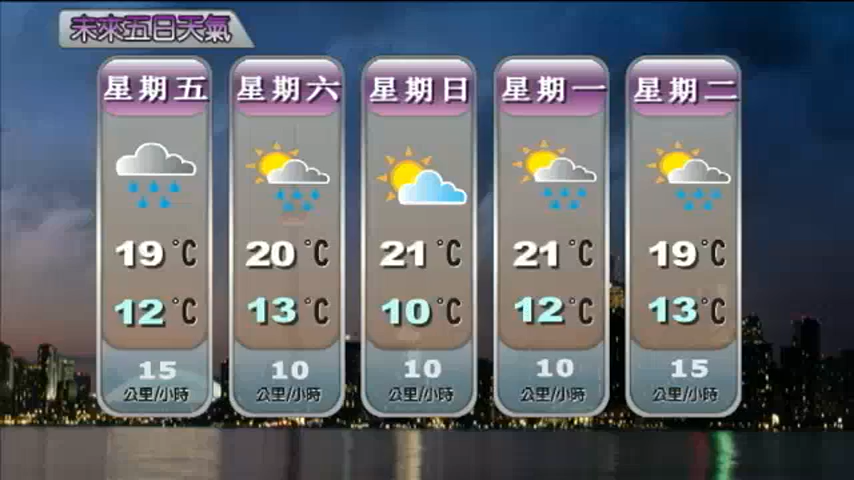 未來五日天氣
星期五 星期六 星期日 星期一 星期二
19°C 20°C 21°C 21°C 19°C
12°C 13°C 10°C 12°C 13°C
15 10 10 10 15
公里/小時 公里/小時 公里/小時 公里/小時 公里/小時